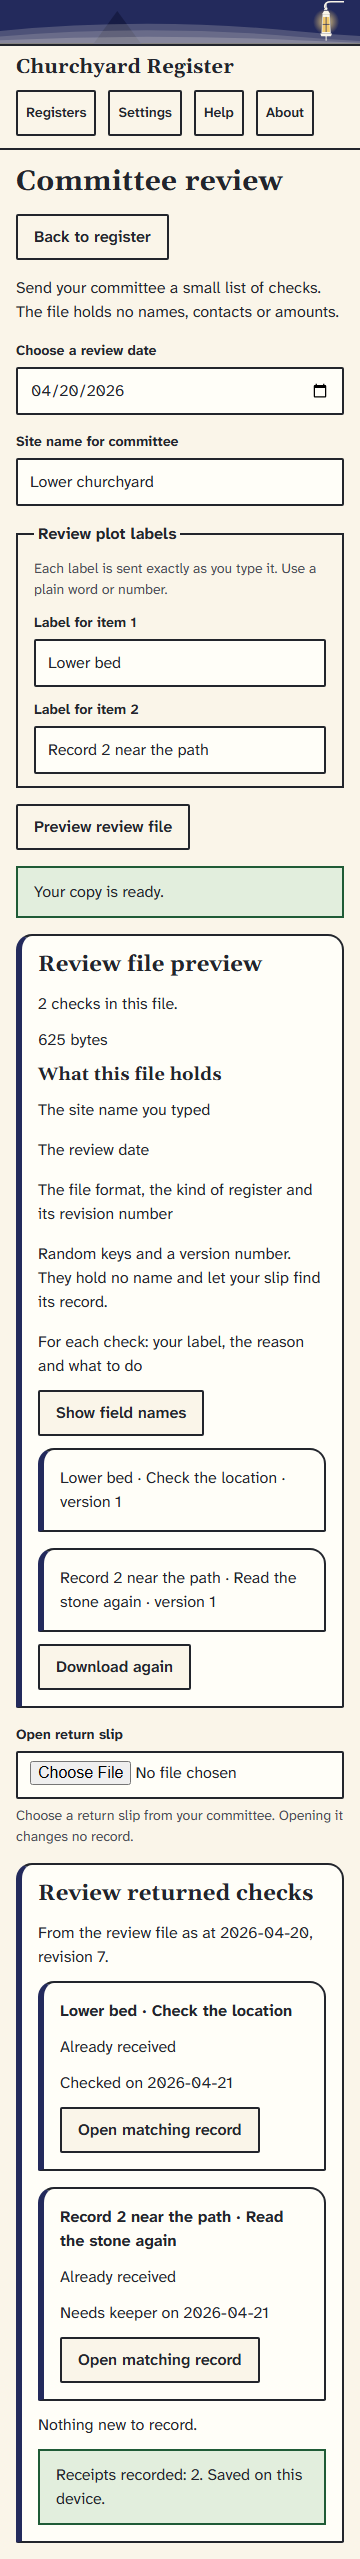 Churchyard Register
Registers
Settings
Help
About
Committee review
Back to register
Send your committee a small list of checks.
The file holds no names, contacts or amounts.
Choose a review date
04/20/2026
Site name for committee
Lower churchyard
Review plot labels
Each label is sent exactly as you type it. Use a
plain word or number.
Label for item 1
Lower bed
Label for item 2
Record 2 near the path
Preview review file
Your copy is ready.
Review file preview
2 checks in this file.
625 bytes
What this file holds
The site name you typed
The review date
The file format, the kind of register and
its revision number
Random keys and a version number.
They hold no name and let your slip find
its record.
For each check: your label, the reason
and what to do
Show field names
Lower bed · Check the location ·
version 1
Record 2 near the path · Read the
stone again · version 1
Download again
Open return slip
Choose File No file chosen
Choose a return slip from your committee. Opening it
changes no record.
Review returned checks
From the review file as at 2026-04-20,
revision 7.
Lower bed · Check the location
Already received
Checked on 2026-04-21
Open matching record
Record 2 near the path · Read
the stone again
Already received
Needs keeper on 2026-04-21
Open matching record
Nothing new to record.
Receipts recorded: 2. Saved on this
device.